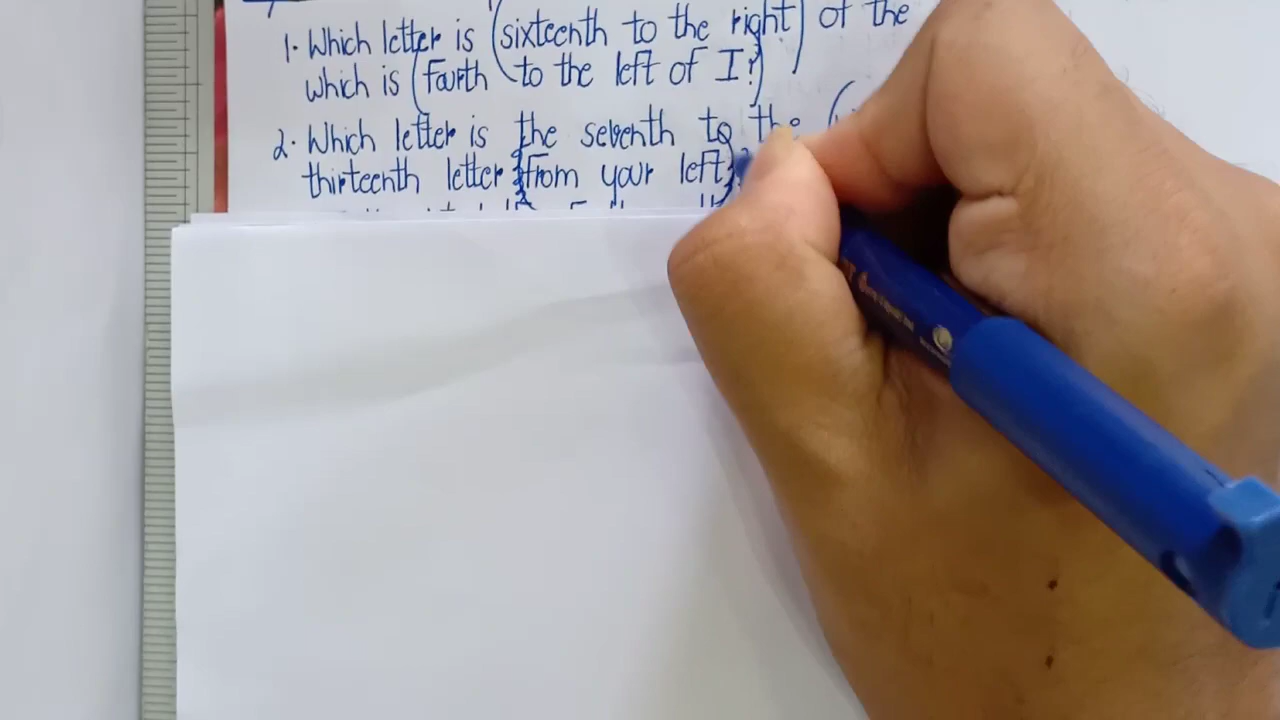 1. Which letter is (sixteenth to the right) of the
which is (fourth to the left of I?)
2. Which letter is the seventh to the (
thirteenth letter (from your left)?